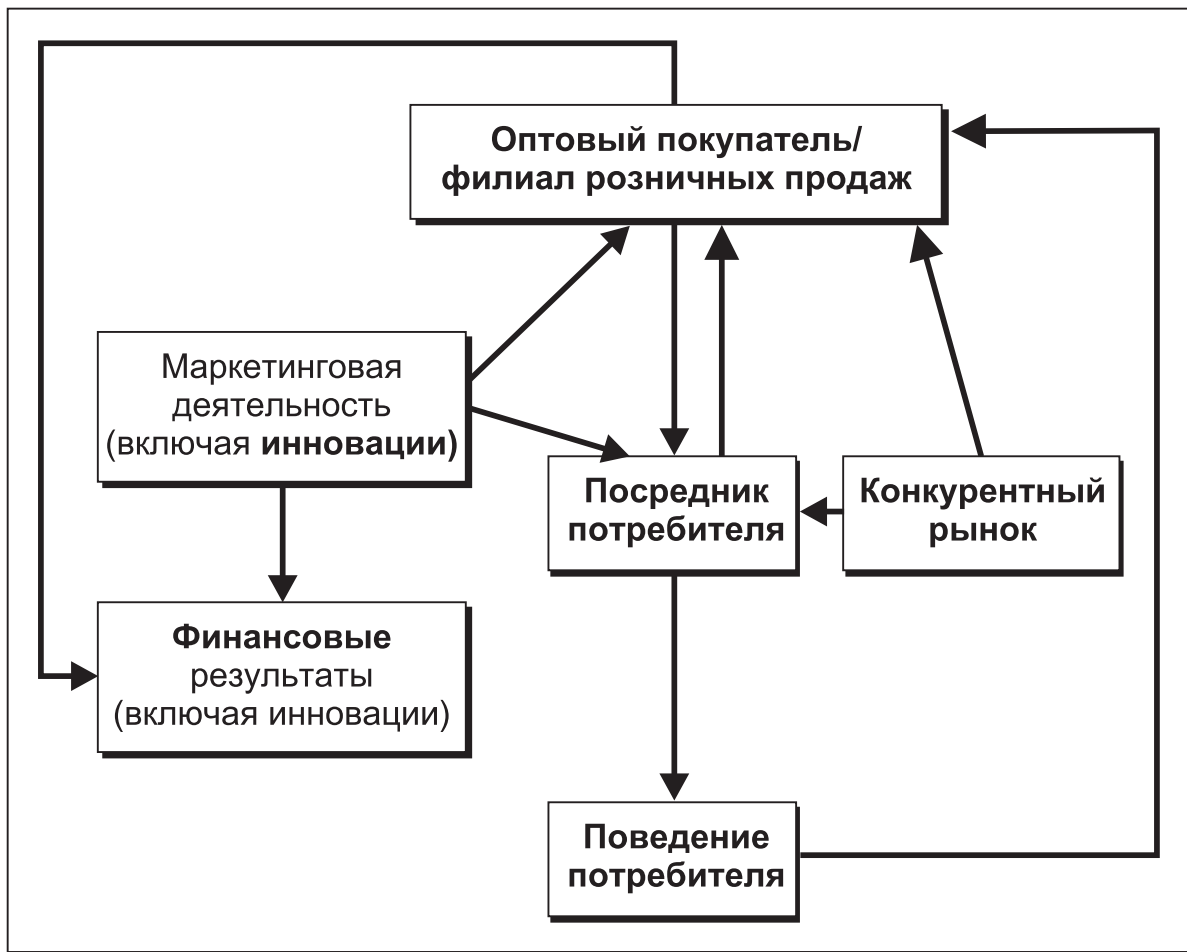 Оптовый покупатель/
филиал розничных продаж
Маркетинговая
деятельность
(включая инновации)
Посредник
потребителя
Конкурентный
рынок
Финансовые
результаты
(включая инновации)
Поведение
потребителя